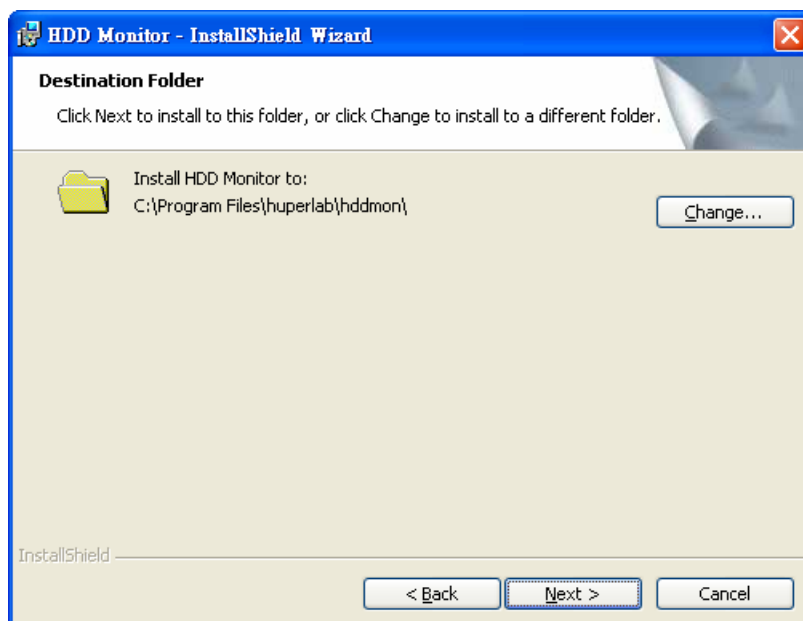 HDD Monitor - InstallShield Wizard
Destination Folder
Click Next to install to this folder, or click Change to install to a different folder.
Install HDD Monitor to:
C:\Program Files\huperlab\hddmon\
Change...
InstallShield
< Back
Next >
Cancel